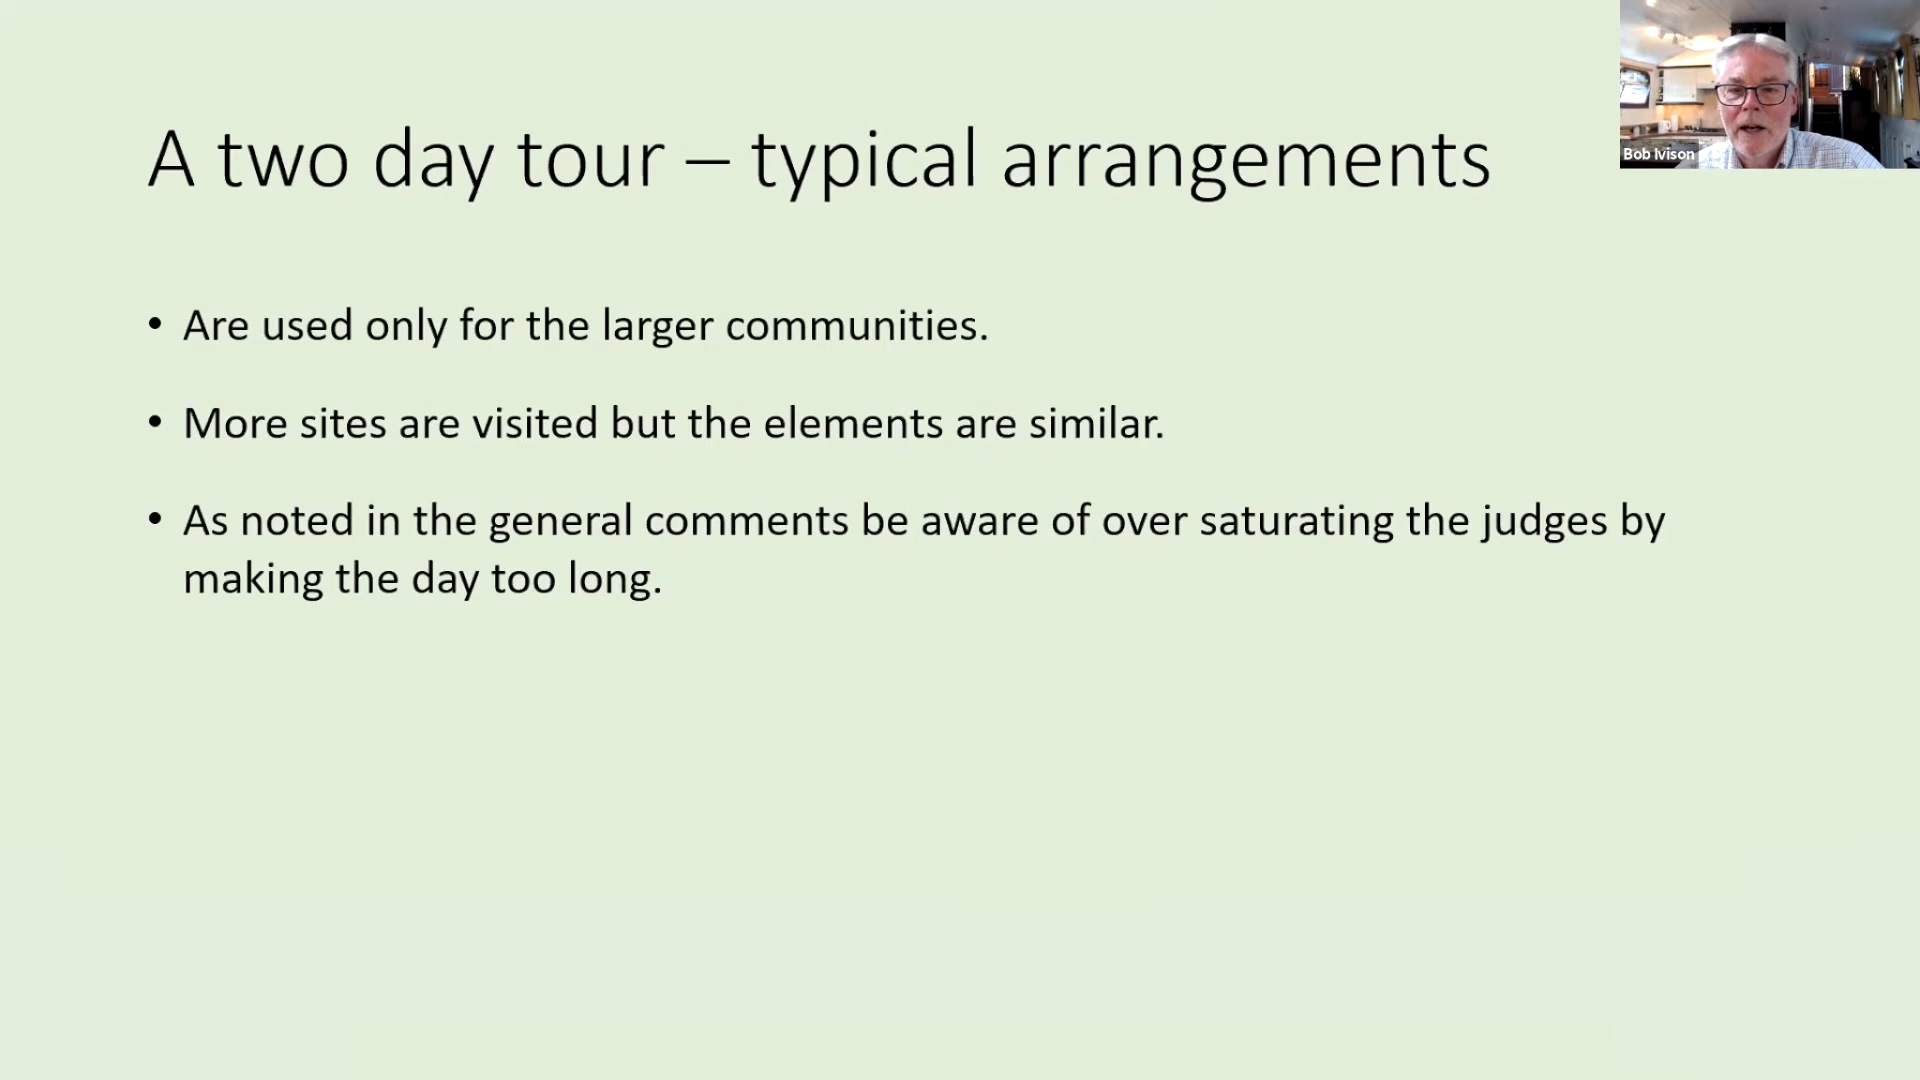 A two day tour – typical arrangements
• Are used only for the larger communities.
• More sites are visited but the elements are similar.
• As noted in the general comments be aware of over saturating the judges by
making the day too long.
Bob Ivison